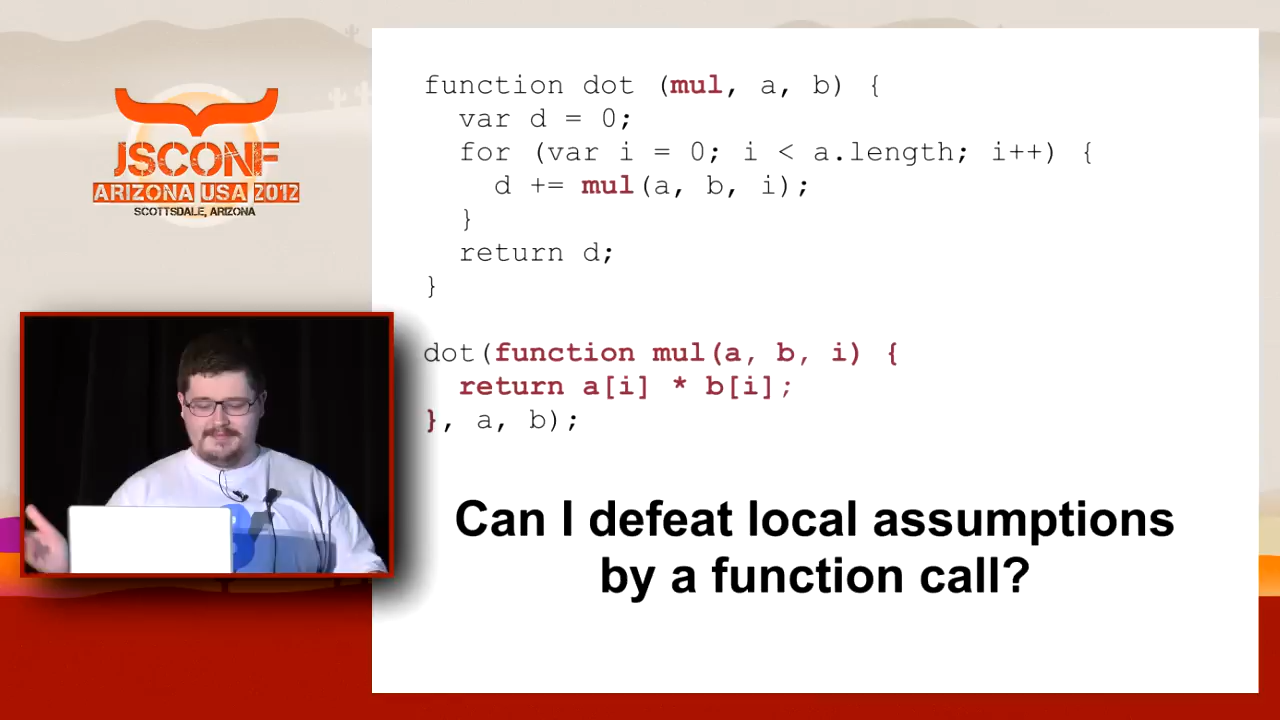 JSCONF
ARIZONA USA 2012
SCOTTSDALE, ARIZONA
function dot (mul, a, b) {
  var d = 0;
  for (var i = 0; i < a.length; i++) {
    d += mul(a, b, i);
  }
  return d;
}
dot(function mul(a, b, i) {
  return a[i] * b[i];
}, a, b);
Can I defeat local assumptions
by a function call?